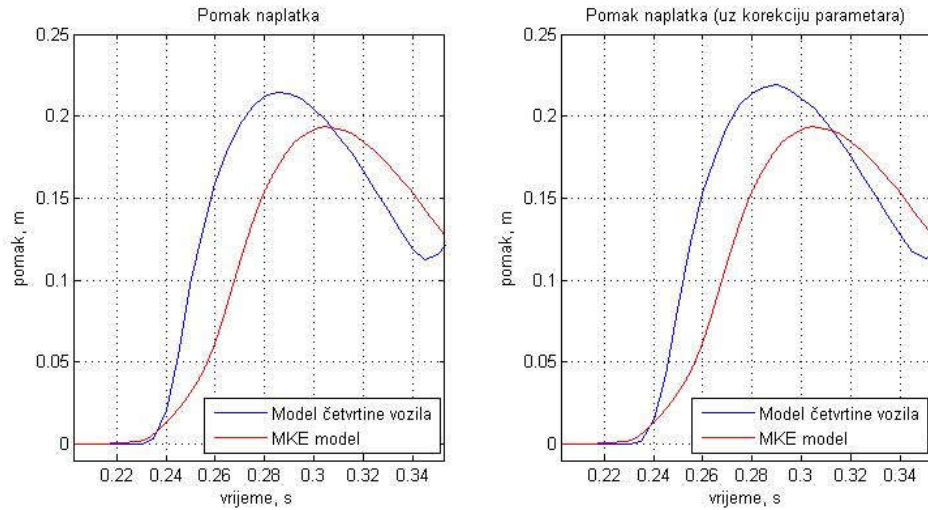 Pomak naplatka
0.25
0.2
0.15
0.1
0.05
0
pomak, m
0.22 0.24 0.26 0.28 0.3 0.32 0.34
vrijeme, s
Model četvrtine vozila
MKE model
Pomak naplatka (uz korekciju parametara)
0.25
0.2
0.15
0.1
0.05
0
pomak, m
0.22 0.24 0.26 0.28 0.3 0.32 0.34
vrijeme, s
Model četvrtine vozila
MKE model